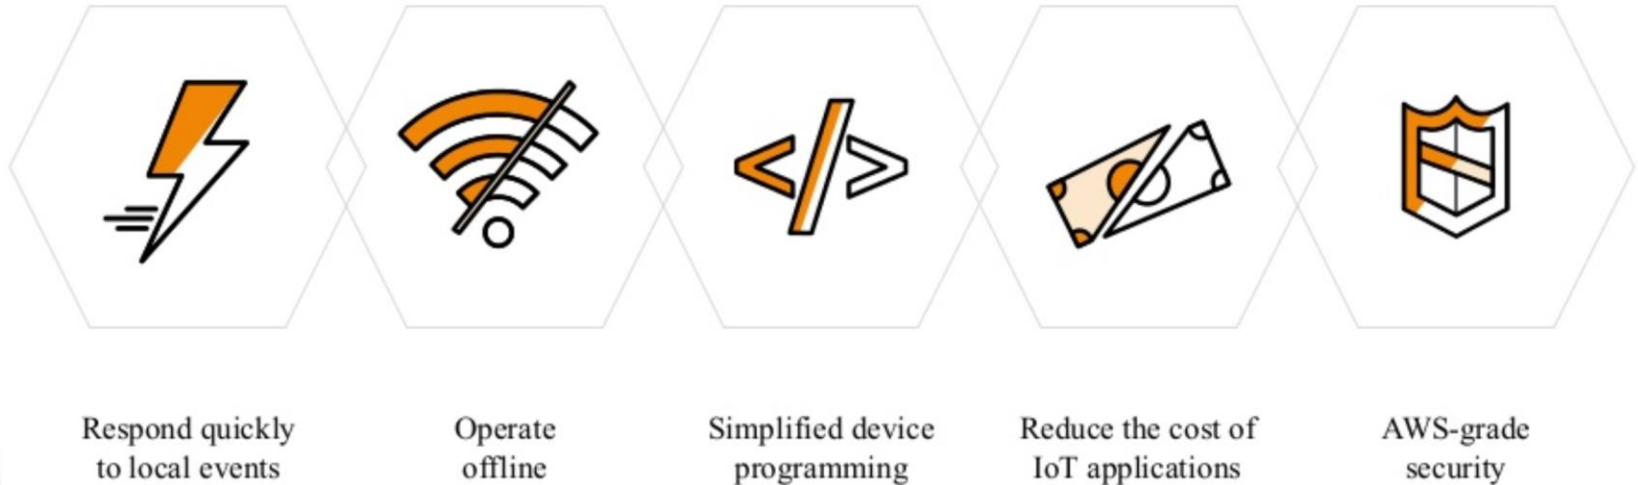 Respond quickly
to local events
Operate
offline
Simplified device
programming
Reduce the cost of
IoT applications
AWS-grade
security